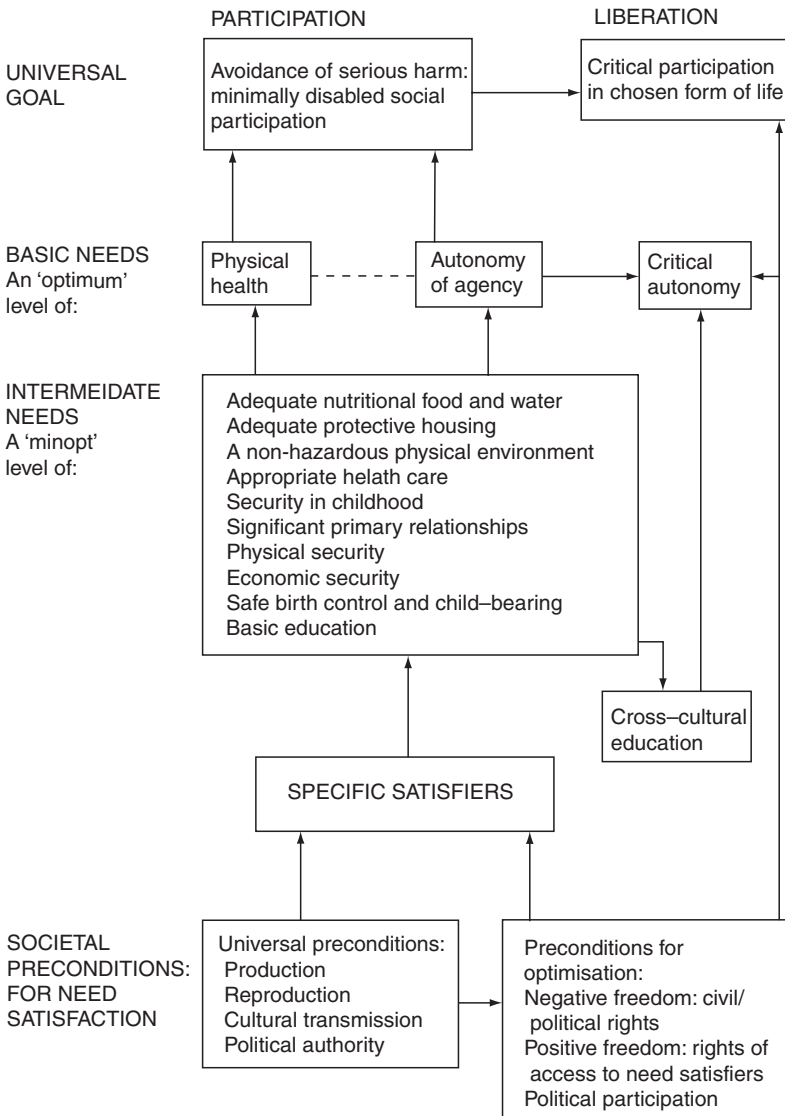 PARTICIPATION
LIBERATION
UNIVERSAL
GOAL
Avoidance of serious harm:
minimally disabled social
participation
Critical participation
in chosen form of life
BASIC NEEDS
An ‘optimum’
level of:
Physical
health
Autonomy
of agency
Critical
autonomy
INTERMEIDATE
NEEDS
A ‘minopt’
level of:
Adequate nutritional food and water
Adequate protective housing
A non-hazardous physical environment
Appropriate helath care
Security in childhood
Significant primary relationships
Physical security
Economic security
Safe birth control and child–bearing
Basic education
Cross–cultural
education
SPECIFIC SATISFIERS
SOCIETAL
PRECONDITIONS:
FOR NEED
SATISFACTION
Universal preconditions:
Production
Reproduction
Cultural transmission
Political authority
Preconditions for
optimisation:
Negative freedom: civil/
political rights
Positive freedom: rights of
access to need satisfiers
Political participation